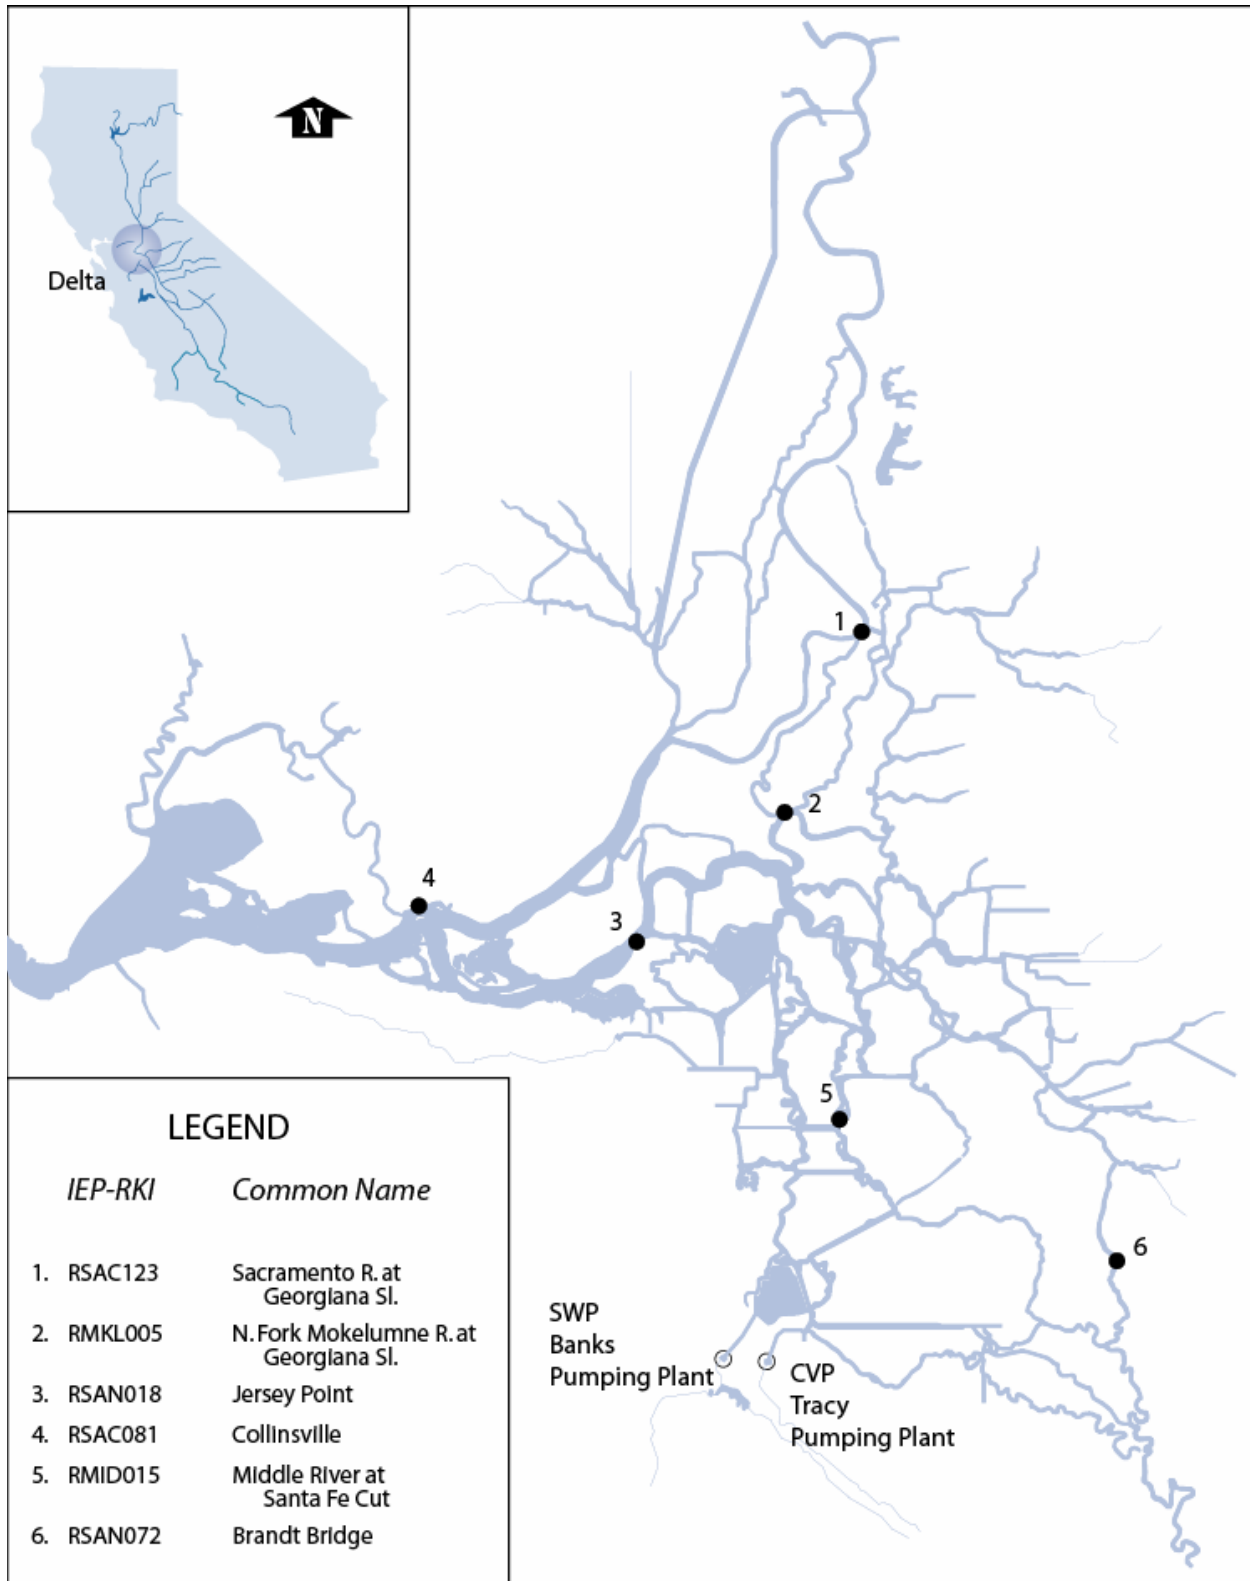 N
Delta
1
2
4
3
5
6
SWP
Banks
Pumping Plant
CVP
Tracy
Pumping Plant
LEGEND
IEP-RKI Common Name
1. RSAC123 Sacramento R. at
Georgiana Sl.
2. RMKL005 N. Fork Mokelumne R. at
Georgiana Sl.
3. RSAN018 Jersey Point
4. RSAC081 Collinsville
5. RMID015 Middle River at
Santa Fe Cut
6. RSAN072 Brandt Bridge